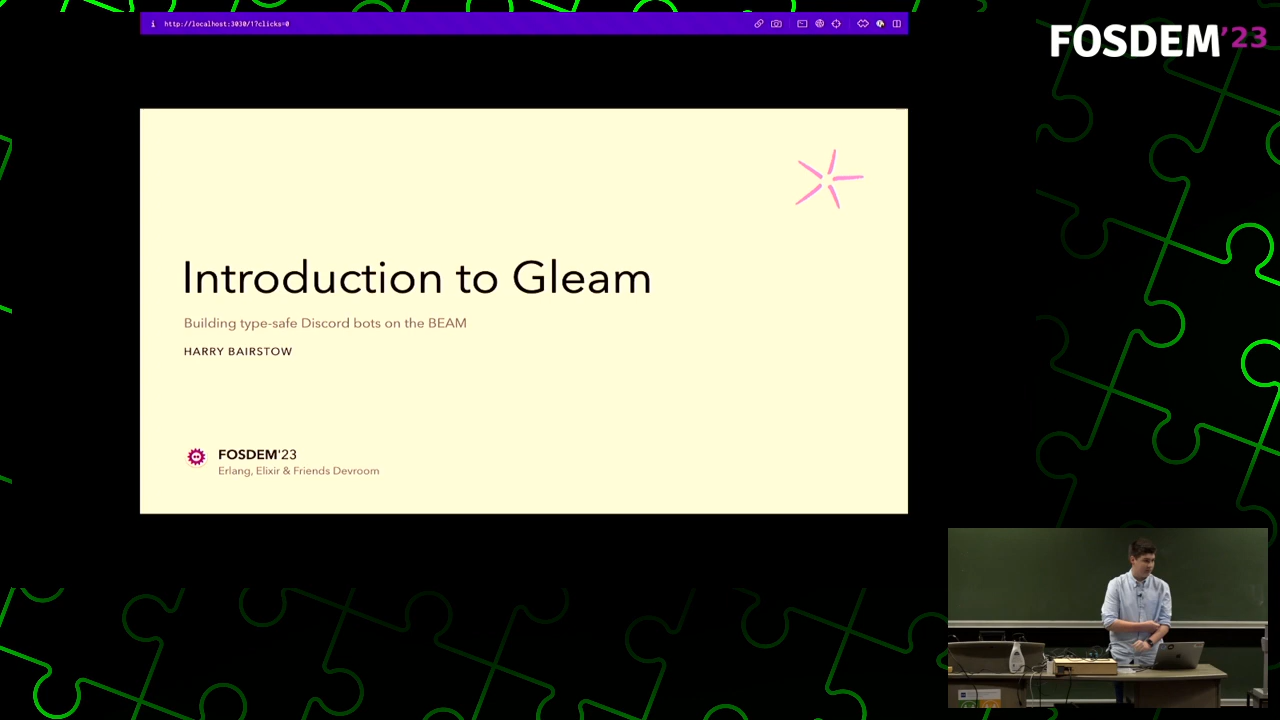 http://localhost:3030/1?clicks=0
FOSDEM'23
Introduction to Gleam
Building type-safe Discord bots on the BEAM
HARRY BAIRSTOW
FOSDEM'23
Erlang, Elixir & Friends Devroom